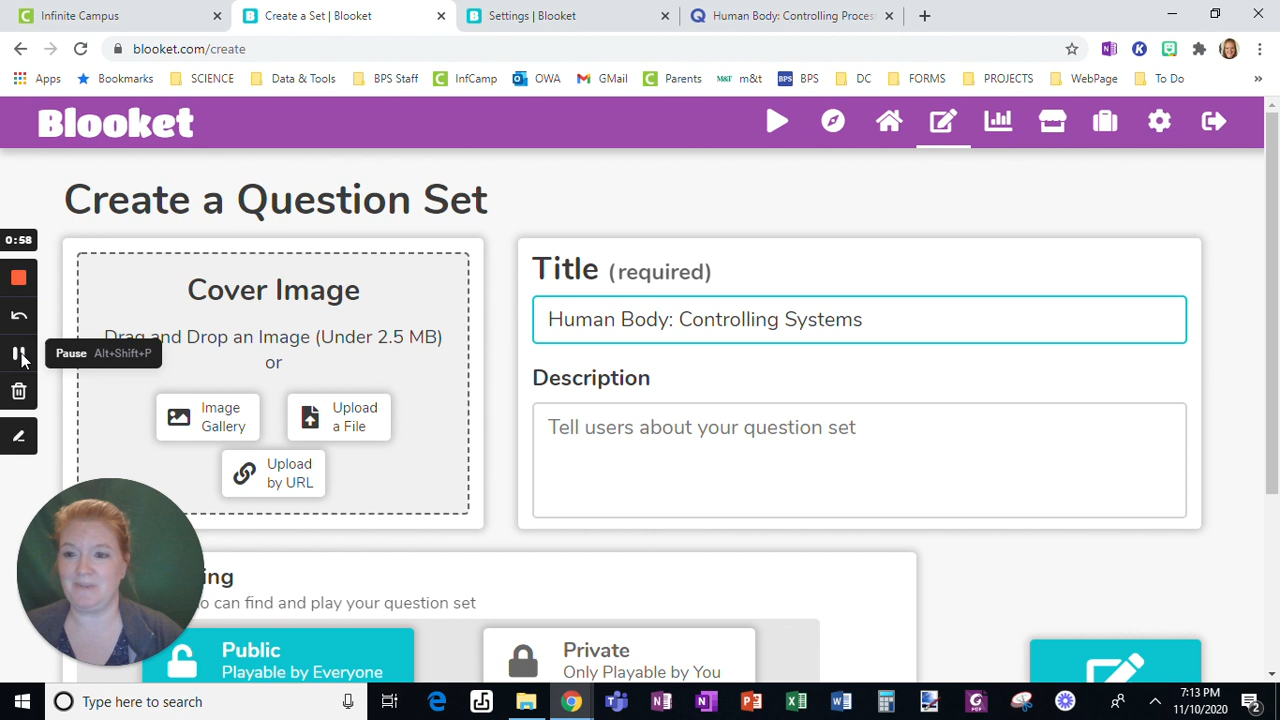 Infinite Campus
Create a Set | Blooket
Settings | Blooket
Human Body: Controlling Proces
blooket.com/create
Apps
Bookmarks
SCIENCE
Data & Tools
BPS Staff
InfCamp
OWA
GMail
Parents
M&T m&t
BPS BPS
DC
FORMS
PROJECTS
WebPage
To Do
»
Blooket
Create a Question Set
0:58
Cover Image
Drag and Drop an Image (Under 2.5 MB)
or
Image
Gallery
Upload
a File
Upload
by URL
Pause Alt+Shift+P
Title (required)
Human Body: Controlling Systems
Description
Tell users about your question set
ing
o can find and play your question set
Public
Playable by Everyone
Private
Only Playable by You
Type here to search
7:13 PM
11/10/2020
2